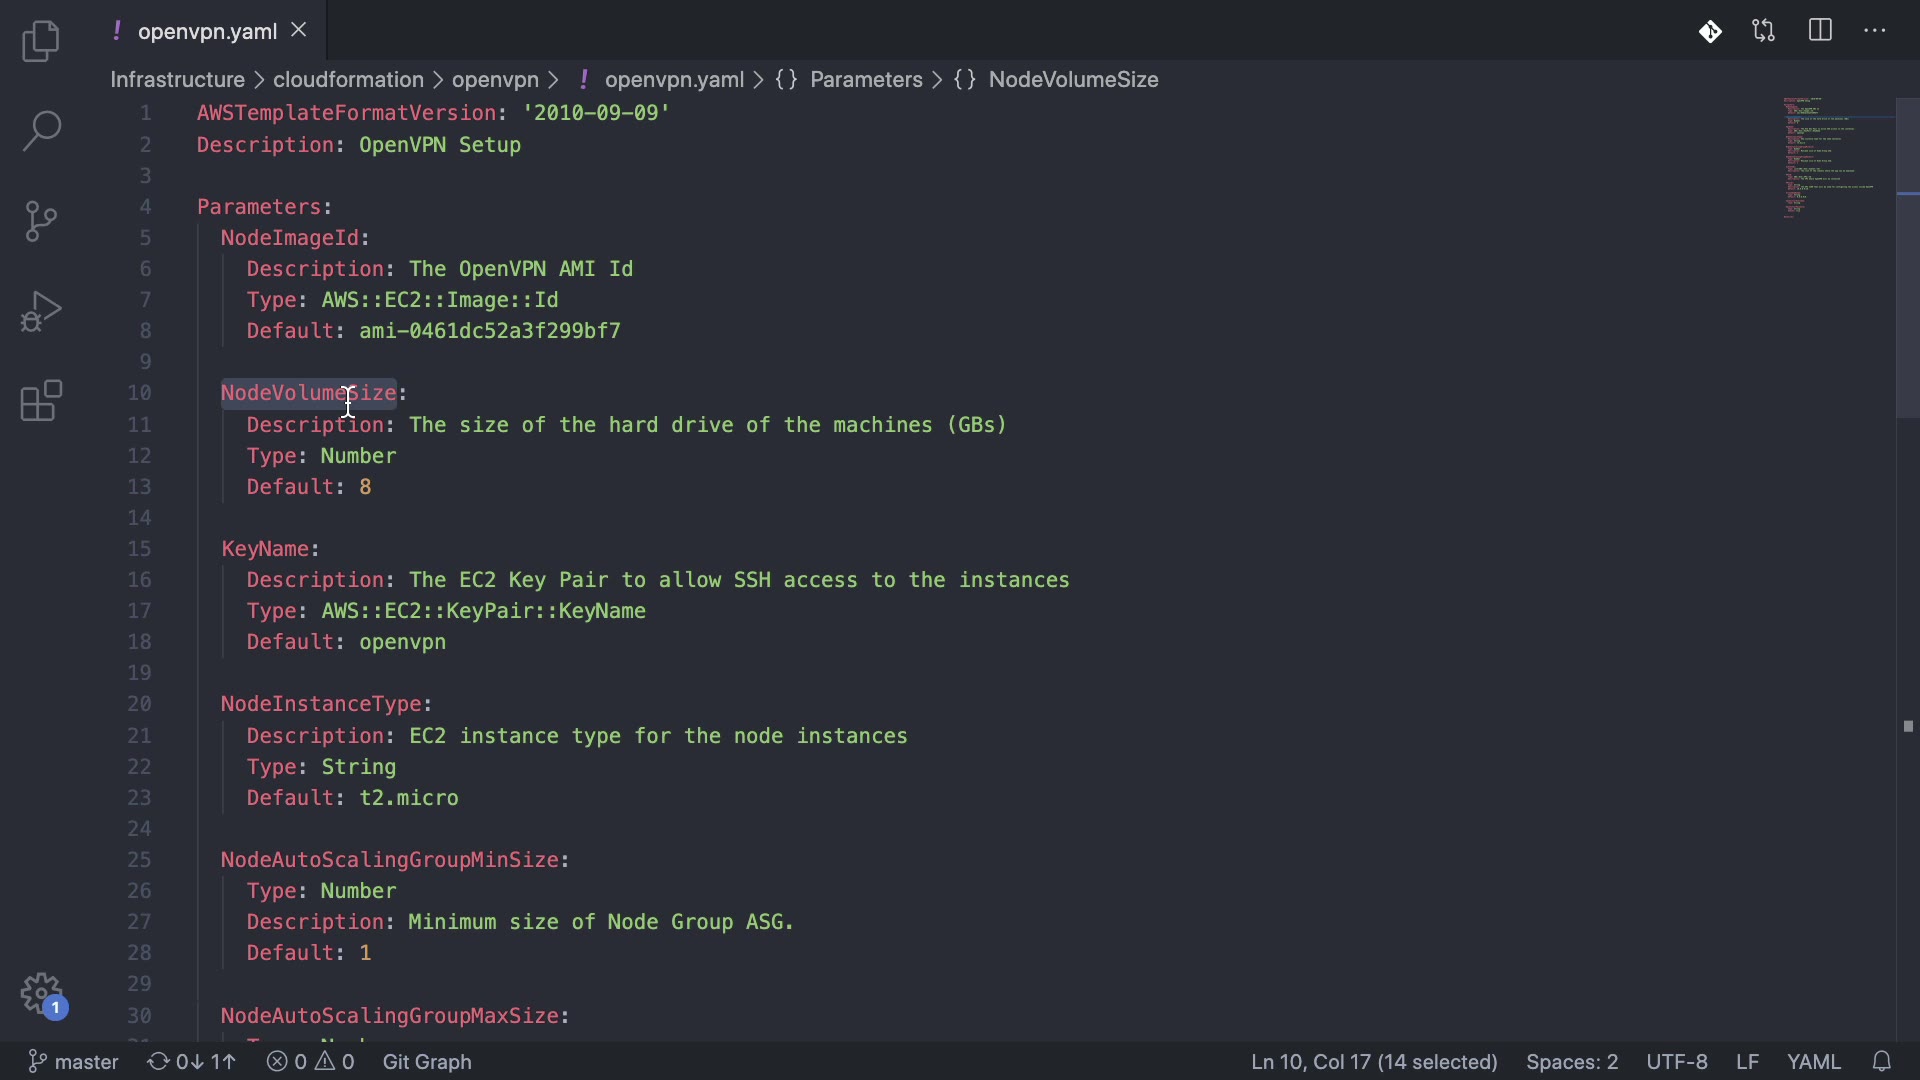 ! openvpn.yaml
Infrastructure > cloudformation > openvpn > ! openvpn.yaml > {} Parameters > {} NodeVolumeSize
1 AWSTemplateFormatVersion: '2010-09-09'
2 Description: OpenVPN Setup
3
4 Parameters:
5 NodeImageId:
6 Description: The OpenVPN AMI Id
7 Type: AWS::EC2::Image::Id
8 Default: ami-0461dc52a3f299bf7
9
10 NodeVolumeSize:
11 Description: The size of the hard drive of the machines (GBs)
12 Type: Number
13 Default: 8
14
15 KeyName:
16 Description: The EC2 Key Pair to allow SSH access to the instances
17 Type: AWS::EC2::KeyPair::KeyName
18 Default: openvpn
19
20 NodeInstanceType:
21 Description: EC2 instance type for the node instances
22 Type: String
23 Default: t2.micro
24
25 NodeAutoScalingGroupMinSize:
26 Type: Number
27 Description: Minimum size of Node Group ASG.
28 Default: 1
29
30 NodeAutoScalingGroupMaxSize:
1
master 0↓ 1↑ 0 0 Git Graph Ln 10, Col 17 (14 selected) Spaces: 2 UTF-8 LF YAML